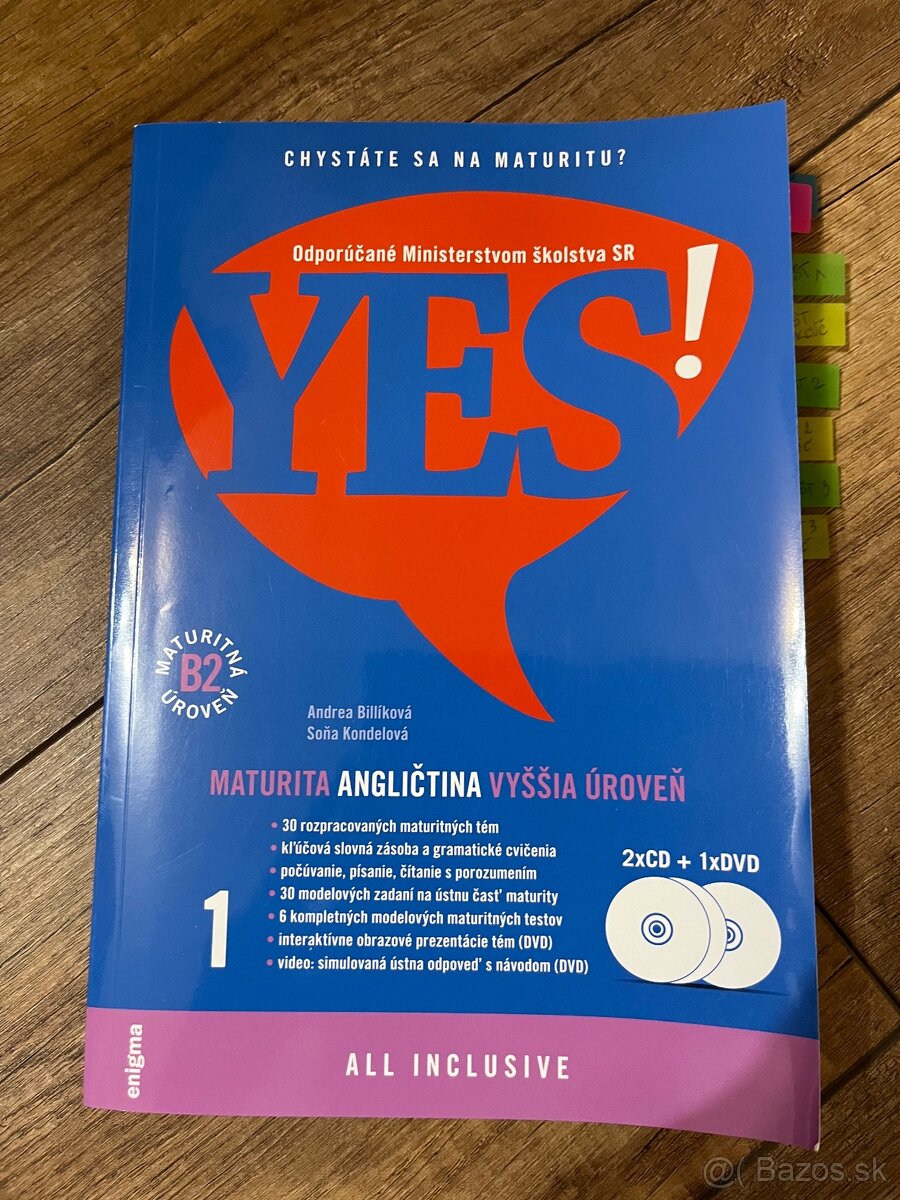 CHYSTÁTE SA NA MATURITU?
Odporúčané Ministerstvom školstva SR
YES!
MATURITNÁ
B2
ÚROVEŇ
Andrea Billíková
Soňa Kondelová
MATURITA ANGLIČTINA VYŠŠIA ÚROVEŇ
• 30 rozpracovaných maturitných tém
• kľúčová slovná zásoba a gramatické cvičenia
• počúvanie, písanie, čítanie s porozumením
• 30 modelových zadaní na ústnu časť maturity
• 6 kompletných modelových maturitných testov
• interaktívne obrazové prezentácie tém (DVD)
• video: simulovaná ústna odpoveď s návodom (DVD)
2xCD + 1xDVD
1
enigma
ALL INCLUSIVE
@( Bazos.sk